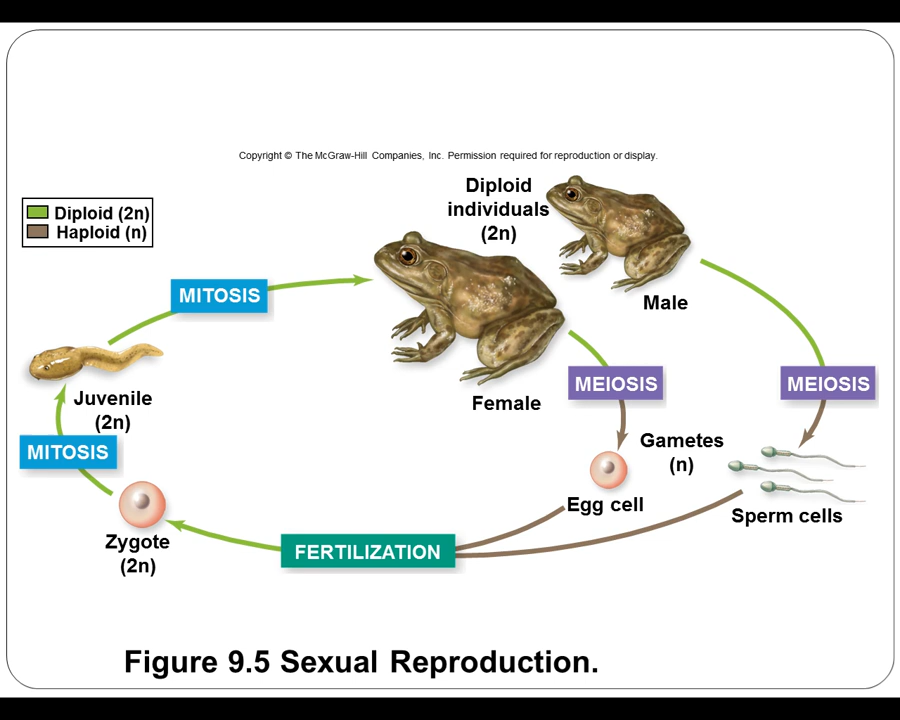 Copyright © The McGraw-Hill Companies, Inc. Permission required for reproduction or display.
Diploid (2n)
Haploid (n)
Diploid
individuals
(2n)
Male
Female
MITOSIS
Juvenile
(2n)
MITOSIS
MEIOSIS
MEIOSIS
Gametes
(n)
Egg cell
Sperm cells
FERTILIZATION
Zygote
(2n)
Figure 9.5 Sexual Reproduction.